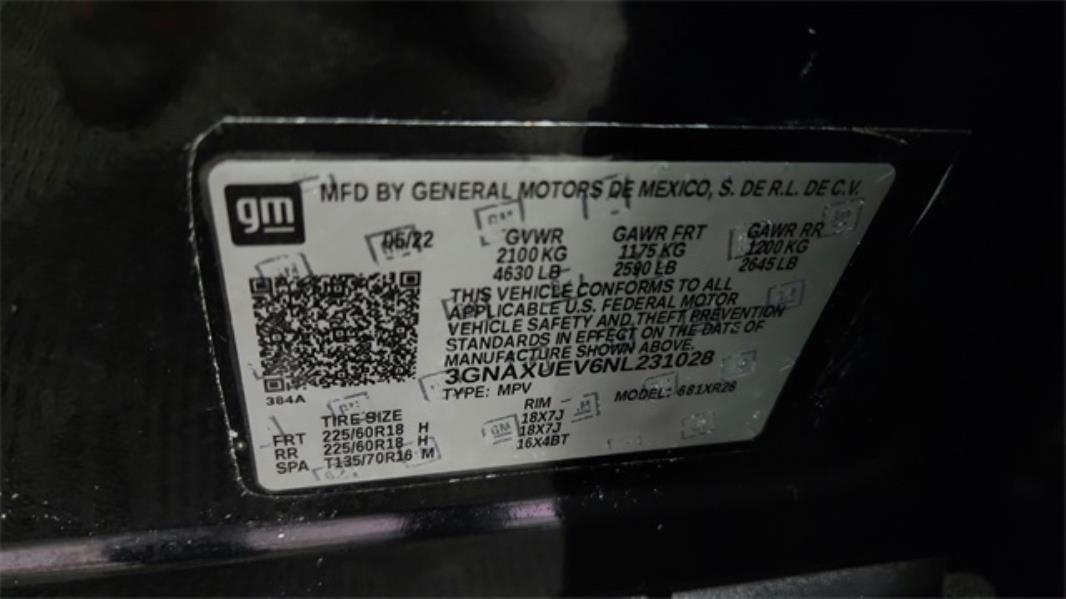 gm
MFD BY GENERAL MOTORS DE MEXICO, S. DE R.L. DE C.V.
05/22 GVWR GAWR FRT GAWR RR
2100 KG 1175 KG 1200 KG
4630 LB 2590 LB 2645 LB
THIS VEHICLE CONFORMS TO ALL
APPLICABLE U.S. FEDERAL MOTOR
VEHICLE SAFETY AND THEFT PREVENTION
STANDARDS IN EFFECT ON THE DATE OF
MANUFACTURE SHOWN ABOVE.
3GNAXUEV6NL231028
TYPE: MPV MODEL: 681XR26
384A
TIRE SIZE RIM
FRT 225/60R18 H 18X7J
RR 225/60R18 H 18X7J
SPA T135/70R16 M 16X4BT